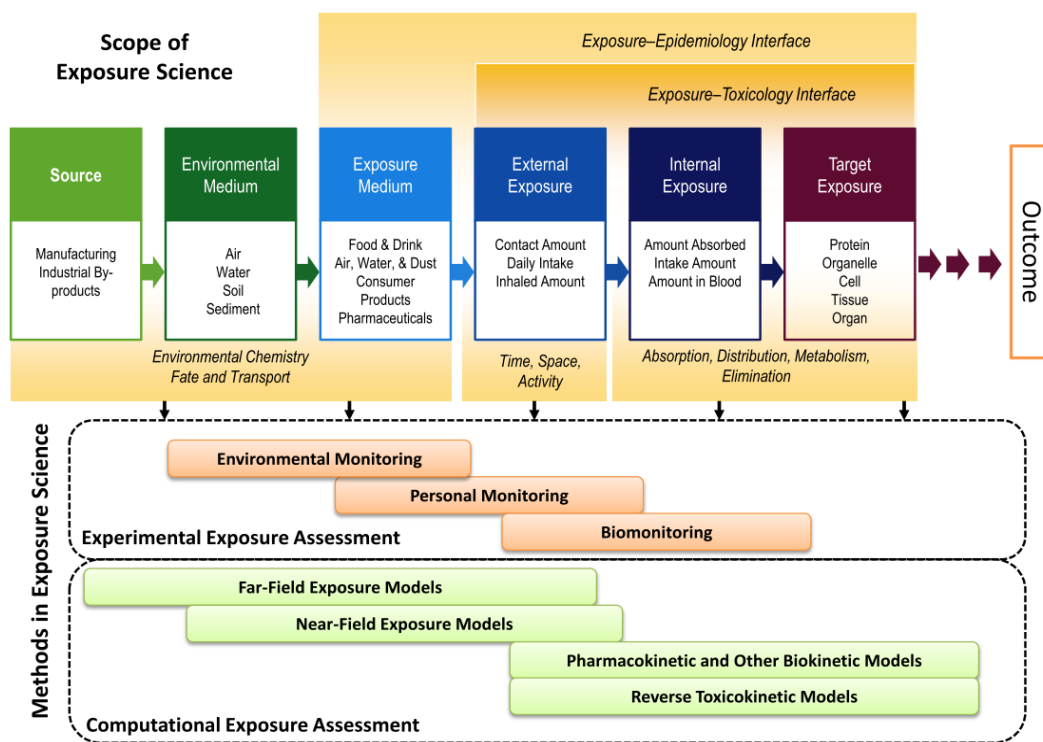 Scope of
Exposure Science
Exposure–Epidemiology Interface
Exposure–Toxicology Interface
Source
Manufacturing
Industrial By-
products
Environmental
Medium
Air
Water
Soil
Sediment
Exposure
Medium
Food & Drink
Air, Water, & Dust
Consumer
Products
Pharmaceuticals
External
Exposure
Contact Amount
Daily Intake
Inhaled Amount
Internal
Exposure
Amount Absorbed
Intake Amount
Amount in Blood
Target
Exposure
Protein
Organelle
Cell
Tissue
Organ
Outcome
Environmental Chemistry
Fate and Transport
Time, Space,
Activity
Absorption, Distribution, Metabolism,
Elimination
Methods in Exposure Science
Environmental Monitoring
Personal Monitoring
Biomonitoring
Experimental Exposure Assessment
Far-Field Exposure Models
Near-Field Exposure Models
Pharmacokinetic and Other Biokinetic Models
Reverse Toxicokinetic Models
Computational Exposure Assessment